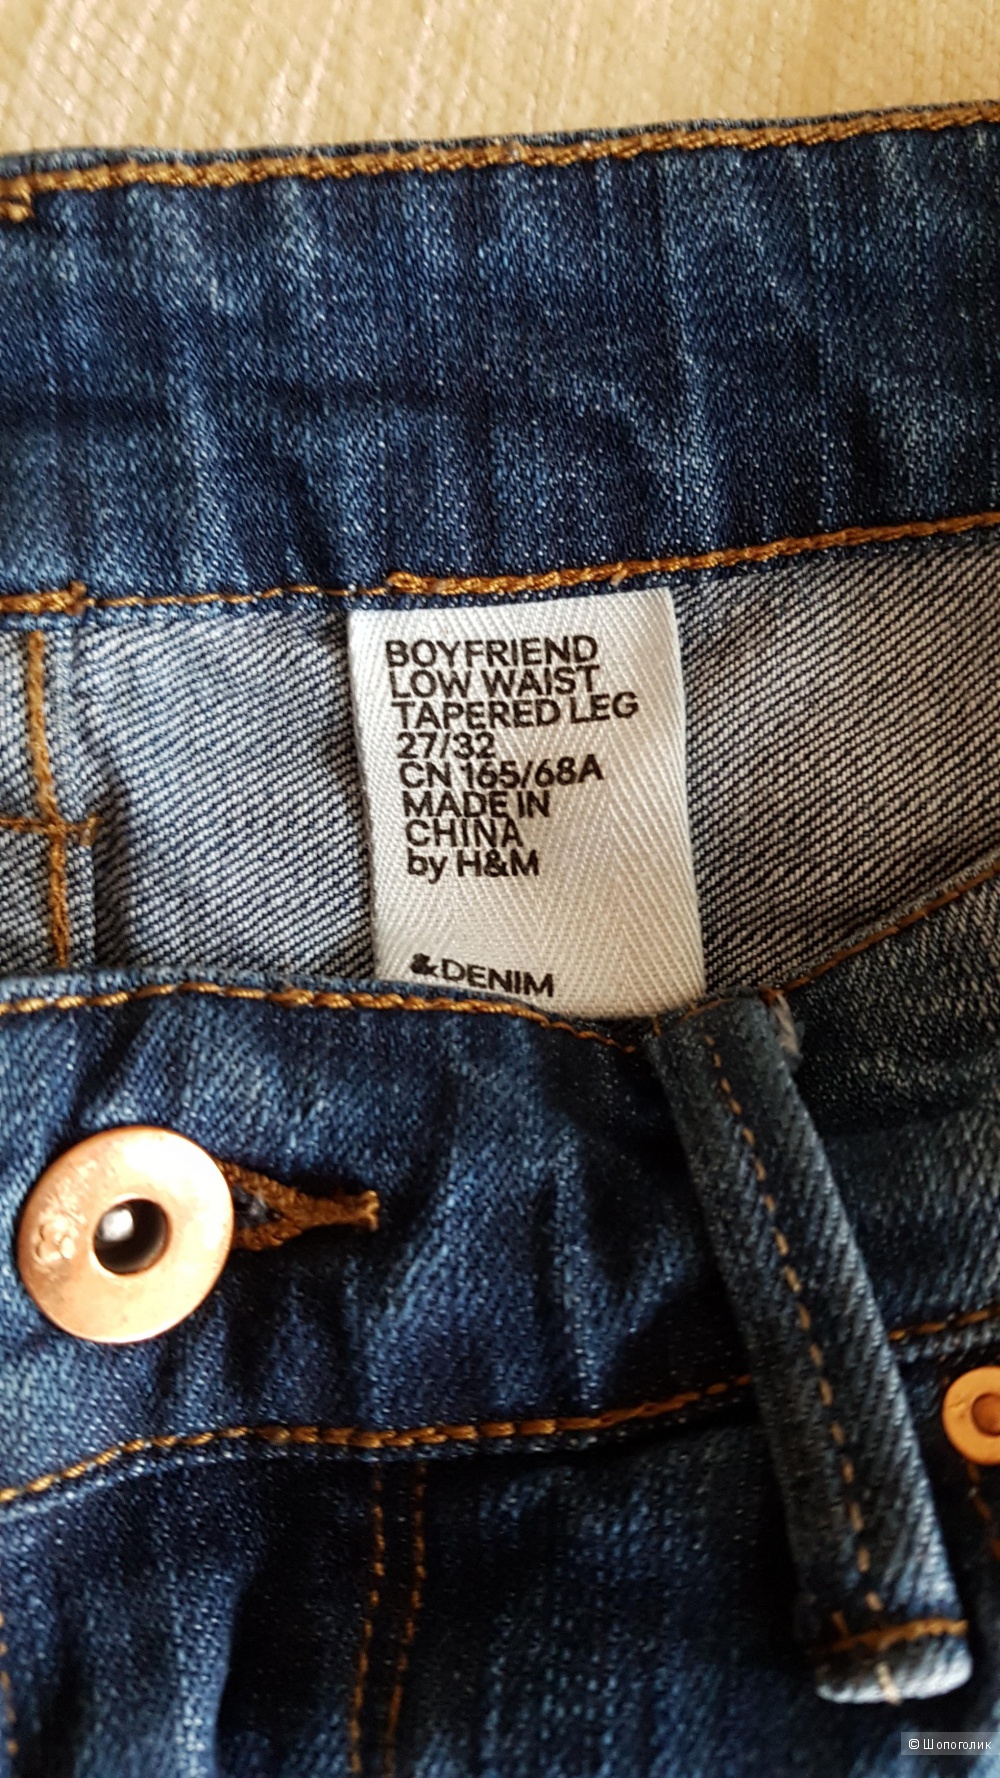 BOYFRIEND
LOW WAIST
TAPERED LEG
27/32
CN 165/68A
MADE IN
CHINA
by H&M
&DENIM
© Шопоголик